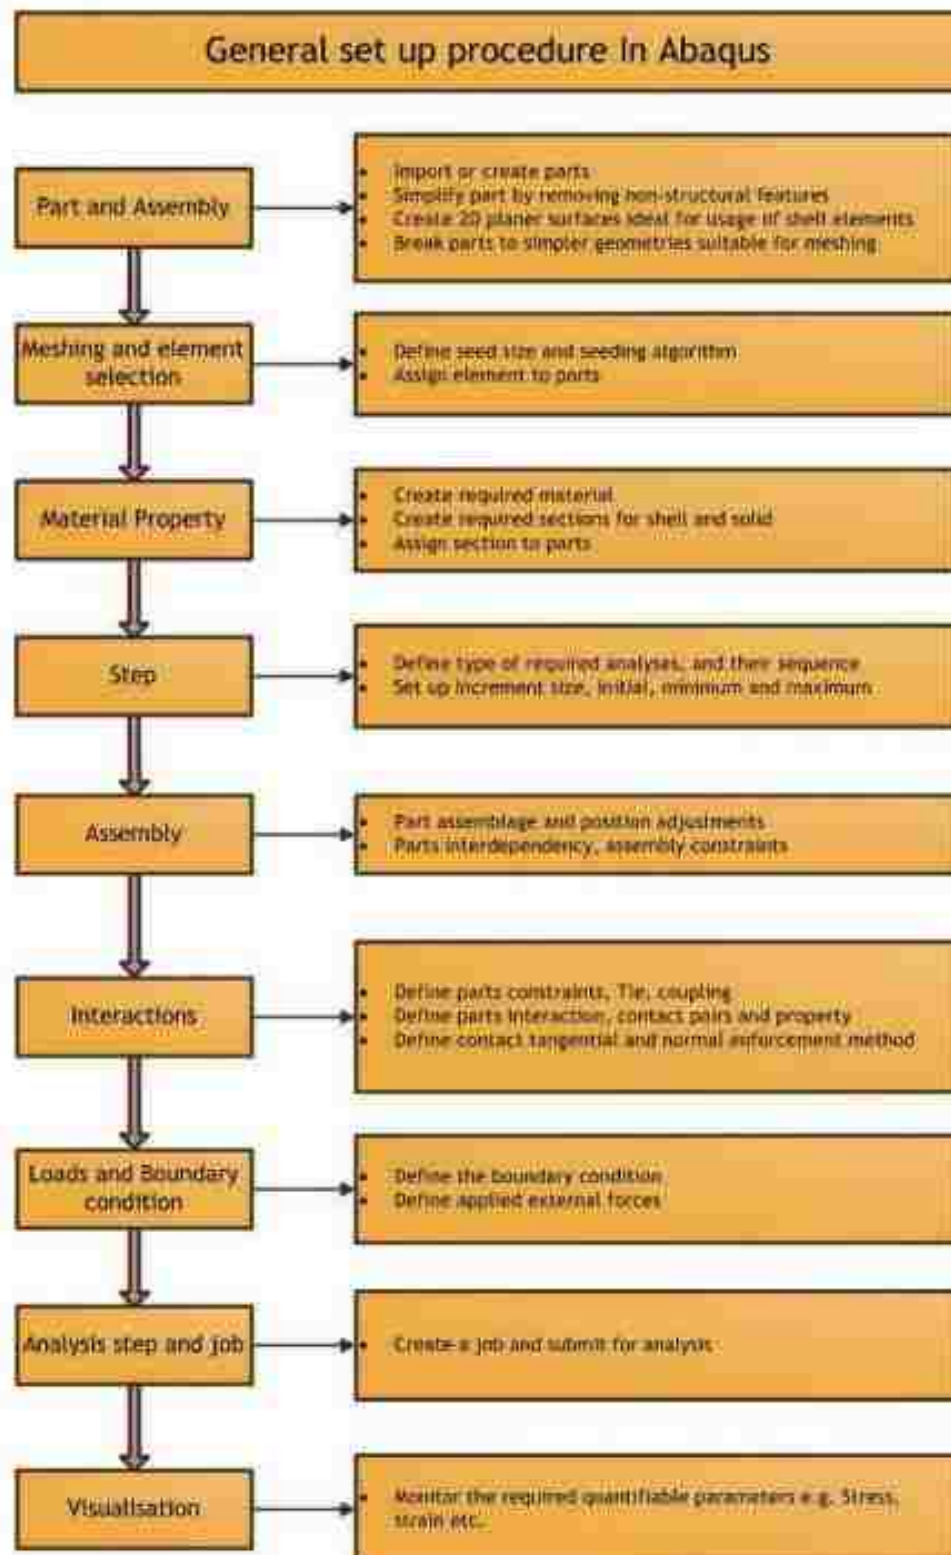 General set up procedure in Abaqus
Part and Assembly
• Import or create parts
• Simplify part by removing non-structural features
• Create 2D planer surfaces ideal for usage of shell elements
• Break parts to simpler geometries suitable for meshing
Meshing and element
selection
• Define seed size and seeding algorithm
• Assign element to parts
Material Property
• Create required material
• Create required sections for shell and solid
• Assign section to parts
Step
• Define type of required analyses, and their sequence
• Set up increment size, initial, minimum and maximum
Assembly
• Part assemblage and position adjustments
• Parts interdependency, assembly constraints
Interactions
• Define parts constraints, Tie, coupling
• Define parts interaction, contact pairs and property
• Define contact tangential and normal enforcement method
Loads and Boundary
condition
• Define the boundary condition
• Define applied external forces
Analysis step and job
• Create a job and submit for analysis
Visualisation
• Monitor the required quantifiable parameters e.g. Stress,
strain etc.